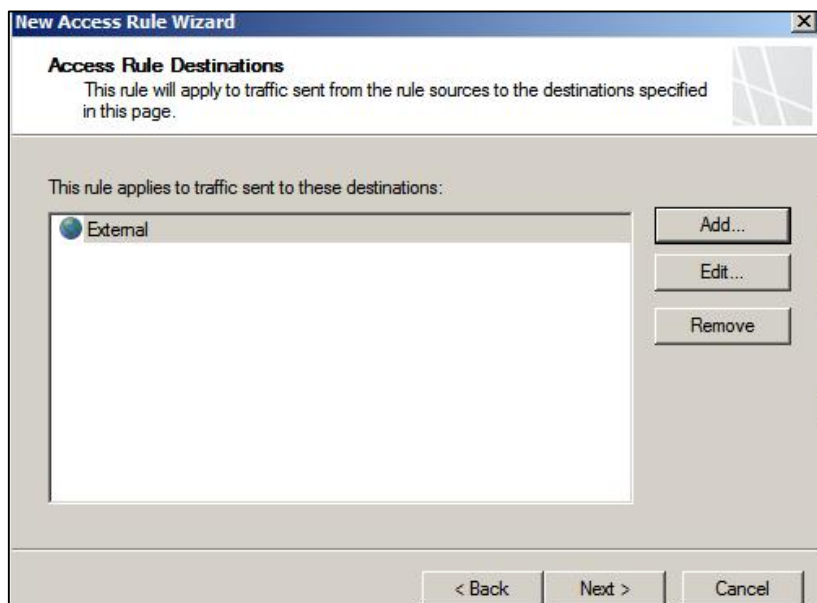 New Access Rule Wizard
Access Rule Destinations
This rule will apply to traffic sent from the rule sources to the destinations specified
in this page.
This rule applies to traffic sent to these destinations:
External
Add...
Edit...
Remove
< Back
Next >
Cancel